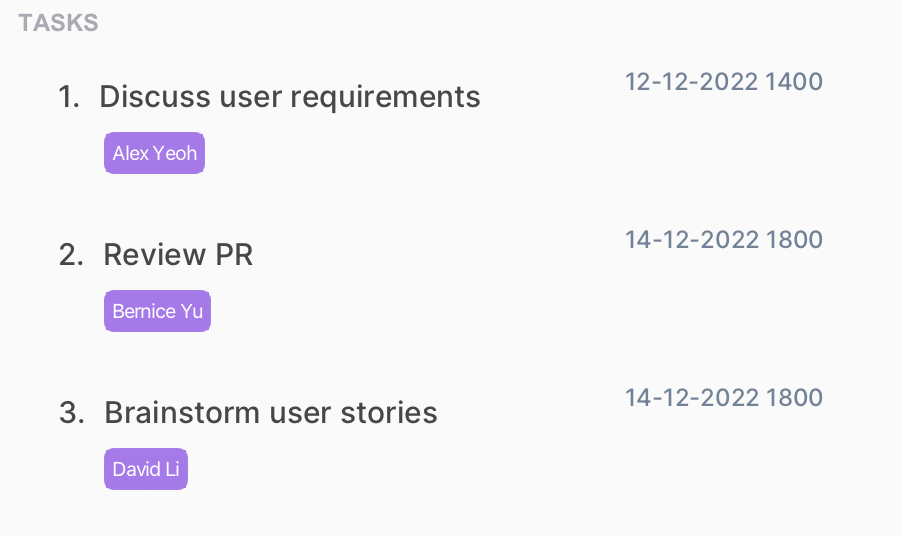 TASKS
1. Discuss user requirements 12-12-2022 1400
Alex Yeoh
2. Review PR 14-12-2022 1800
Bernice Yu
3. Brainstorm user stories 14-12-2022 1800
David Li